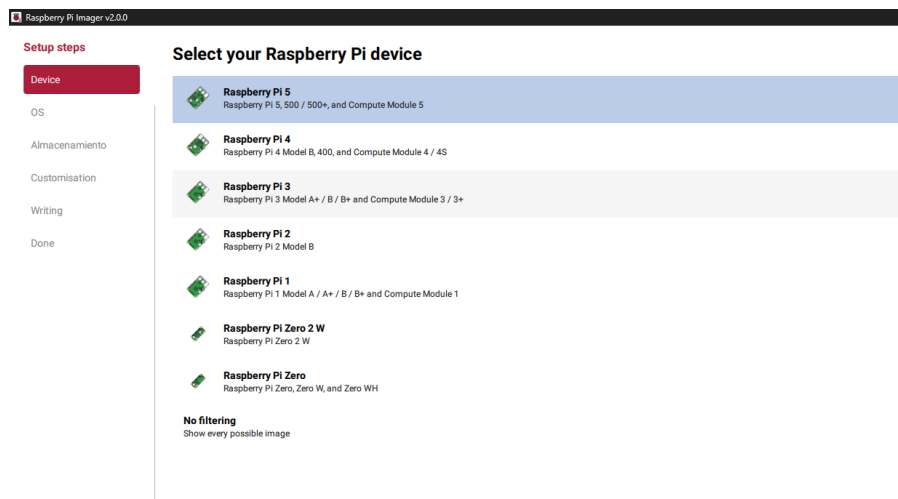 Raspberry Pi Imager v2.0.0
Setup steps
Device
OS
Almacenamiento
Customisation
Writing
Done
Select your Raspberry Pi device
Raspberry Pi 5
Raspberry Pi 5, 500 / 500+, and Compute Module 5
Raspberry Pi 4
Raspberry Pi 4 Model B, 400, and Compute Module 4 / 4S
Raspberry Pi 3
Raspberry Pi 3 Model A+ / B / B+ and Compute Module 3 / 3+
Raspberry Pi 2
Raspberry Pi 2 Model B
Raspberry Pi 1
Raspberry Pi 1 Model A / A+ / B / B+ and Compute Module 1
Raspberry Pi Zero 2 W
Raspberry Pi Zero 2 W
Raspberry Pi Zero
Raspberry Pi Zero, Zero W, and Zero WH
No filtering
Show every possible image